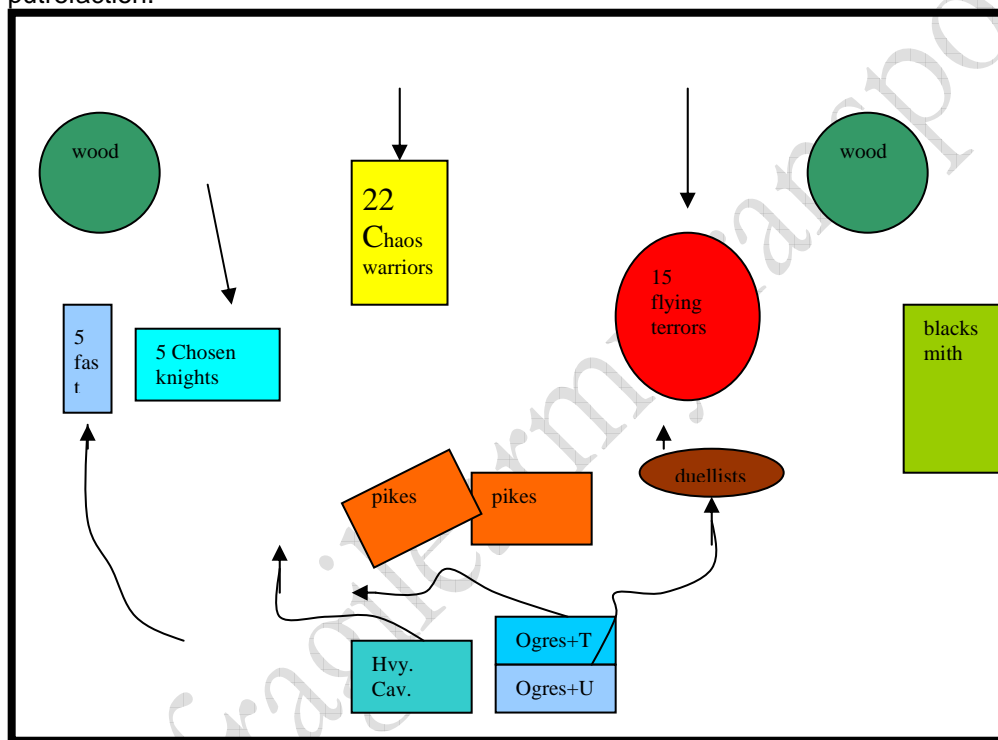 putrefaction.
wood
wood
22
Chaos
warriors
15
flying
terrors
5
fas
t
5 Chosen
knights
blacks
mith
pikes
pikes
duellists
Ogres+T
Hvy.
Cav.
Ogres+U